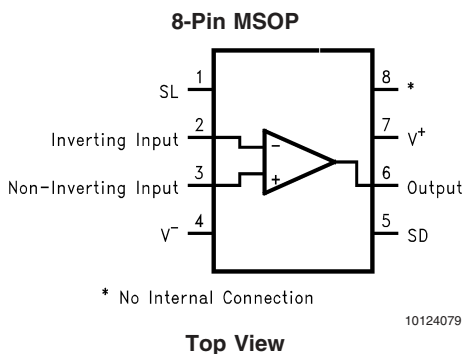 8-Pin MSOP
SL 1
8 *
Inverting Input 2
7 V+
Non-Inverting Input 3
6 Output
V− 4
5 SD
−
+
* No Internal Connection
10124079
Top View